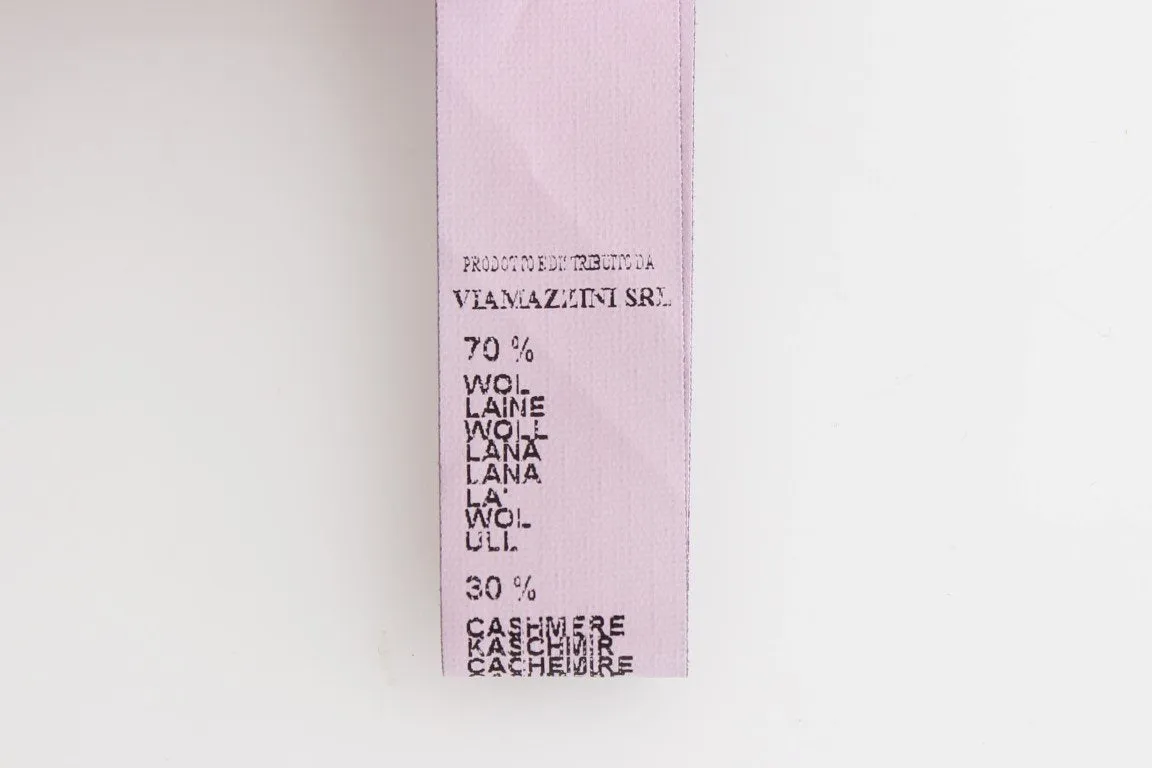 PRODOTTO E DISTRIBUITO DA
VIAMAZZINI SRL
70 %
WOL
LAINE
WOLL
LANA
LANA
LA'
WOL
ULL
30 %
CASHMERE
KASCHMIR
CACHEMIRE